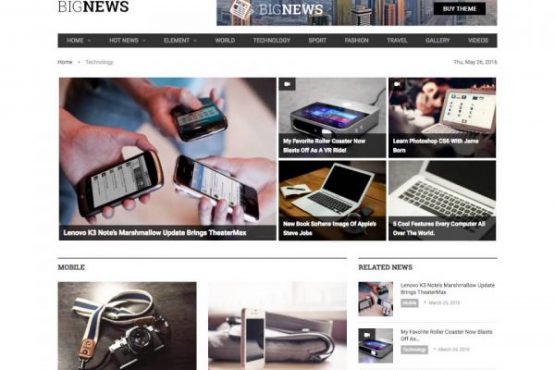 BIGNEWS
BIGNEWS
BUY THEME
HOME
HOT NEWS
ELEMENT
WORLD
TECHNOLOGY
SPORT
FASHION
TRAVEL
GALLERY
VIDEOS
Home
Technology
Thu, May 26, 2016
Lenovo K3 Note's Marshmallow Update Brings TheaterMax
My Favorite Roller Coaster Now
Blasts Off As A VR Ride!
Learn Photoshop CS6 With Jame
Born
New Book Softens Image Of Apple's
Steve Jobs
5 Cool Features Every Computer All
Over The World.
MOBILE
RELATED NEWS
Lenovo K3 Note's Marshmallow Update
Brings TheaterMax
Mobile
March 25, 2016
My Favorite Roller Coaster Now Blasts
Off As...
Technology